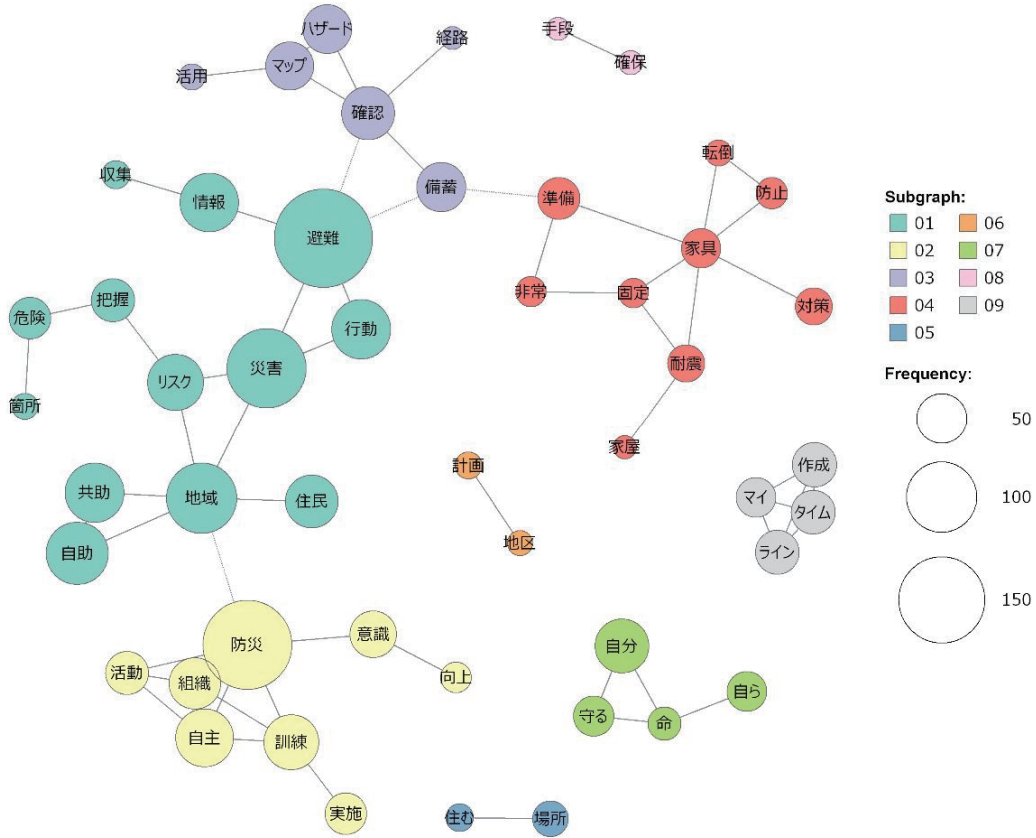 ハザード
経路
手段
確保
マップ
活用
確認
転倒
収集
備蓄
防止
情報
準備
避難
家具
把握
非常
固定
対策
危険
行動
災害
耐震
リスク
箇所
家屋
計画
作成
共助
地域
住民
マイ
タイム
自助
地区
ライン
防災
意識
自分
活動
組織
向上
自ら
守る
命
自主
訓練
実施
住む
場所
Subgraph:
01
06
02
07
03
08
04
09
05
Frequency:
50
100
150